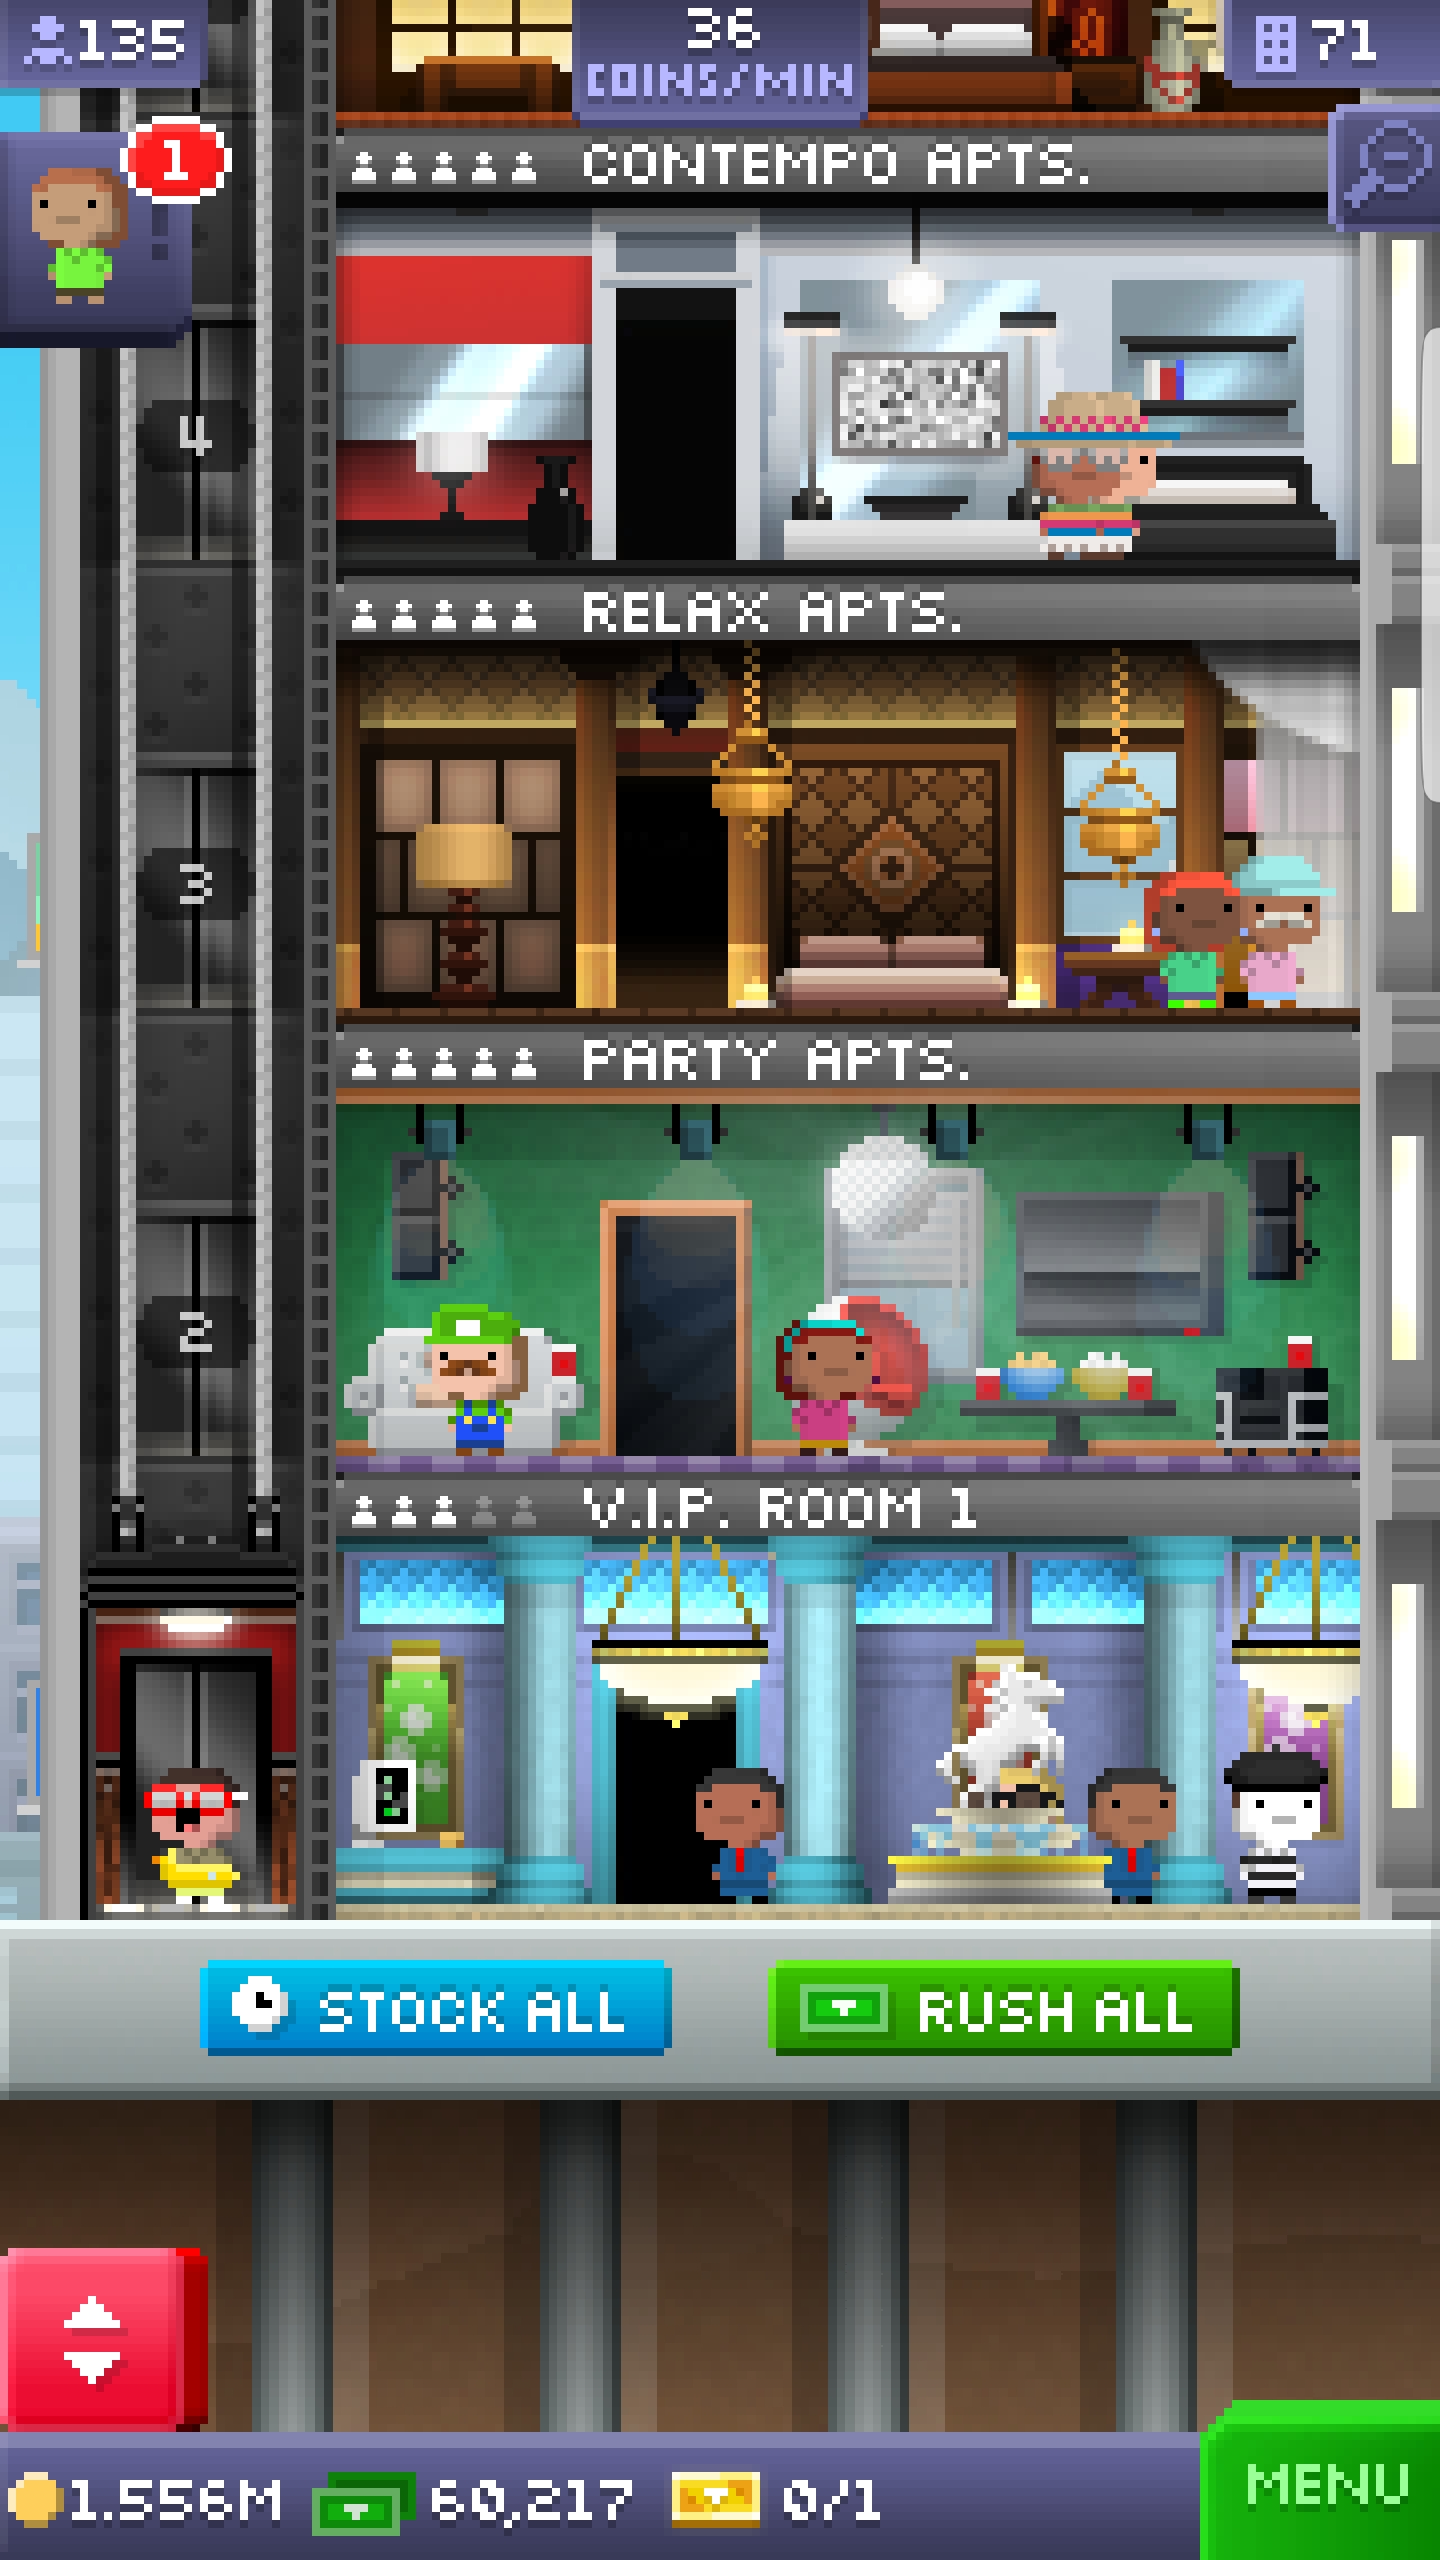 135
36
COINS/MIN
71
1
CONTEMPO APTS.
4
RELAX APTS.
3
PARTY APTS.
2
V.I.P. ROOM 1
STOCK ALL
RUSH ALL
1.556M
60,217
0/1
MENU